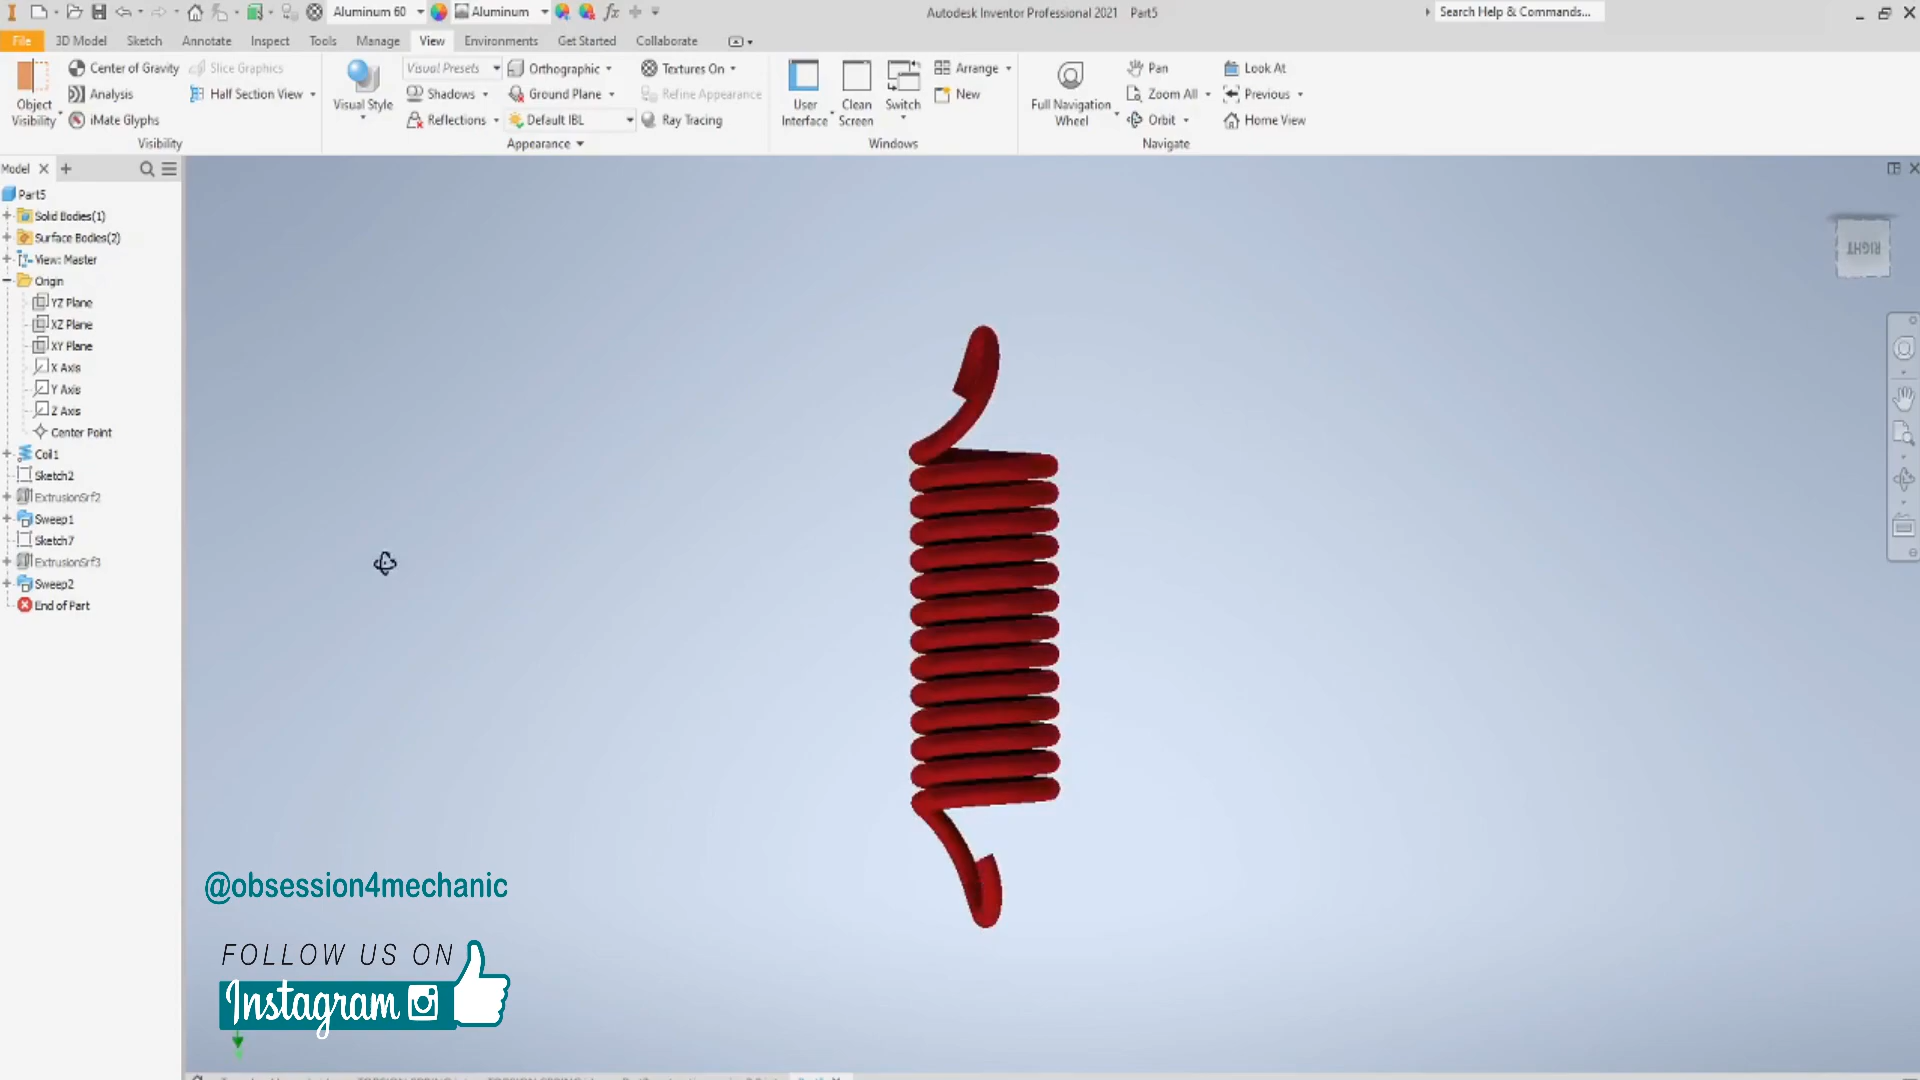 Aluminum 60 Aluminum Autodesk Inventor Professional 2021 Part5 Search Help & Commands...
File 3D Model Sketch Annotate Inspect Tools Manage View Environments Get Started Collaborate
Object Visibility
Center of Gravity Slice Graphics
Analysis Half Section View
iMate Glyphs
Visibility
Visual Style
Visual Presets Orthographic Textures On
Shadows Ground Plane Refine Appearance
Reflections Default IBL Ray Tracing
Appearance
User Interface
Clean Screen
Switch
Arrange
New
Windows
Full Navigation Wheel
Pan Look At
Zoom All Previous
Orbit Home View
Navigate
Model
Part5
Solid Bodies(1)
Surface Bodies(2)
View: Master
Origin
YZ Plane
XZ Plane
XY Plane
X Axis
Y Axis
Z Axis
Center Point
Coil1
Sketch2
ExtrusionSrf2
Sweep1
Sketch7
ExtrusionSrf3
Sweep2
End of Part
RIGHT
@obsession4mechanic
FOLLOW US ON
Instagram